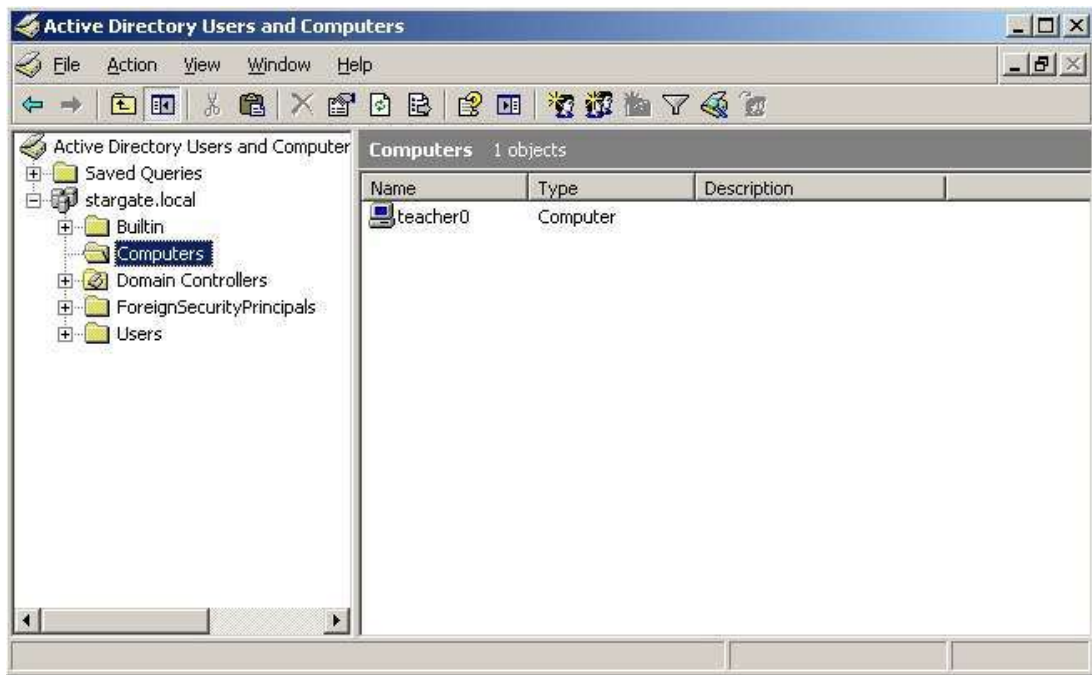 Active Directory Users and Computers
File Action View Window Help
Active Directory Users and Computer
Saved Queries
stargate.local
Builtin
Computers
Domain Controllers
ForeignSecurityPrincipals
Users
Computers 1 objects
Name Type Description
teacher0 Computer